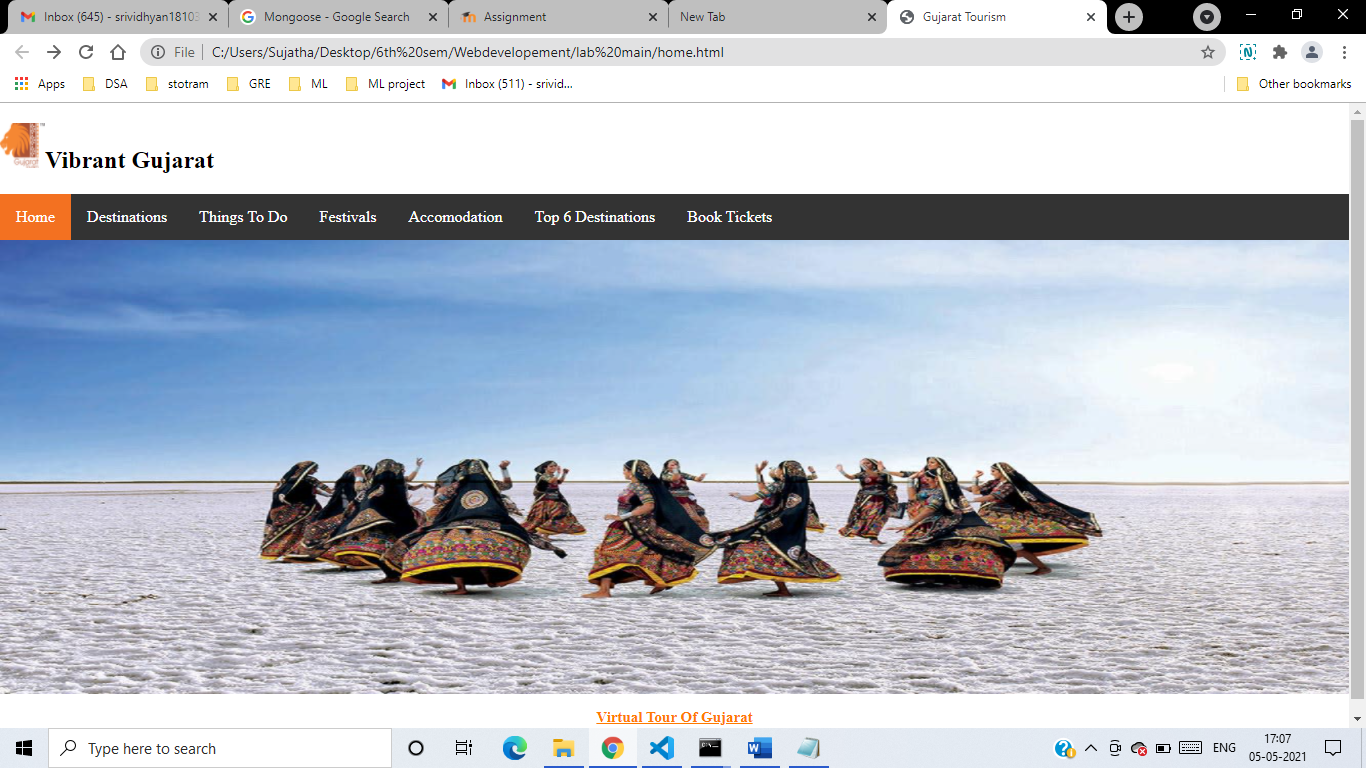 Inbox (645) - srividhyan18103
Mongoose - Google Search
Assignment
New Tab
Gujarat Tourism
File
C:/Users/Sujatha/Desktop/6th%20sem/Webdevelopement/lab%20main/home.html
Apps
DSA
stotram
GRE
ML
ML project
Inbox (511) - srivid...
Other bookmarks
Gujarat
Vibrant Gujarat
Home
Destinations
Things To Do
Festivals
Accomodation
Top 6 Destinations
Book Tickets
Virtual Tour Of Gujarat
Type here to search
ENG
17:07
05-05-2021